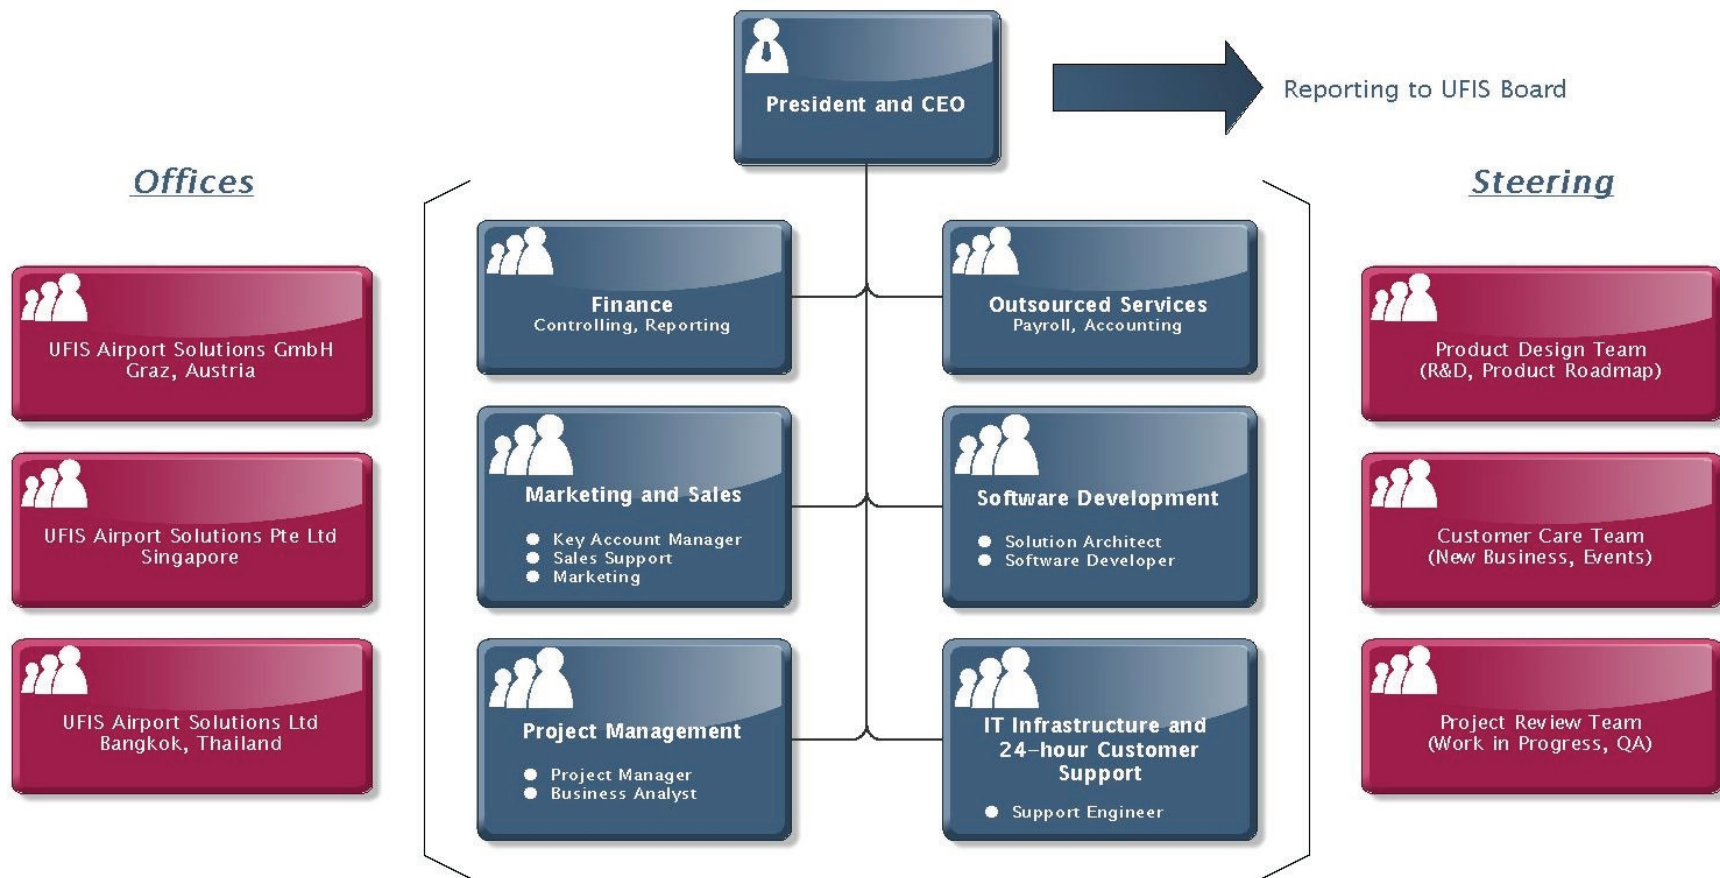 President and CEO
Reporting to UFIS Board
Offices
UFIS Airport Solutions GmbH
Graz, Austria
UFIS Airport Solutions Pte Ltd
Singapore
UFIS Airport Solutions Ltd
Bangkok, Thailand
Finance
Controlling, Reporting
Outsourced Services
Payroll, Accounting
Marketing and Sales
Key Account Manager
Sales Support
Marketing
Software Development
Solution Architect
Software Developer
Project Management
Project Manager
Business Analyst
IT Infrastructure and
24-hour Customer
Support
Support Engineer
Steering
Product Design Team
(R&D, Product Roadmap)
Customer Care Team
(New Business, Events)
Project Review Team
(Work in Progress, QA)